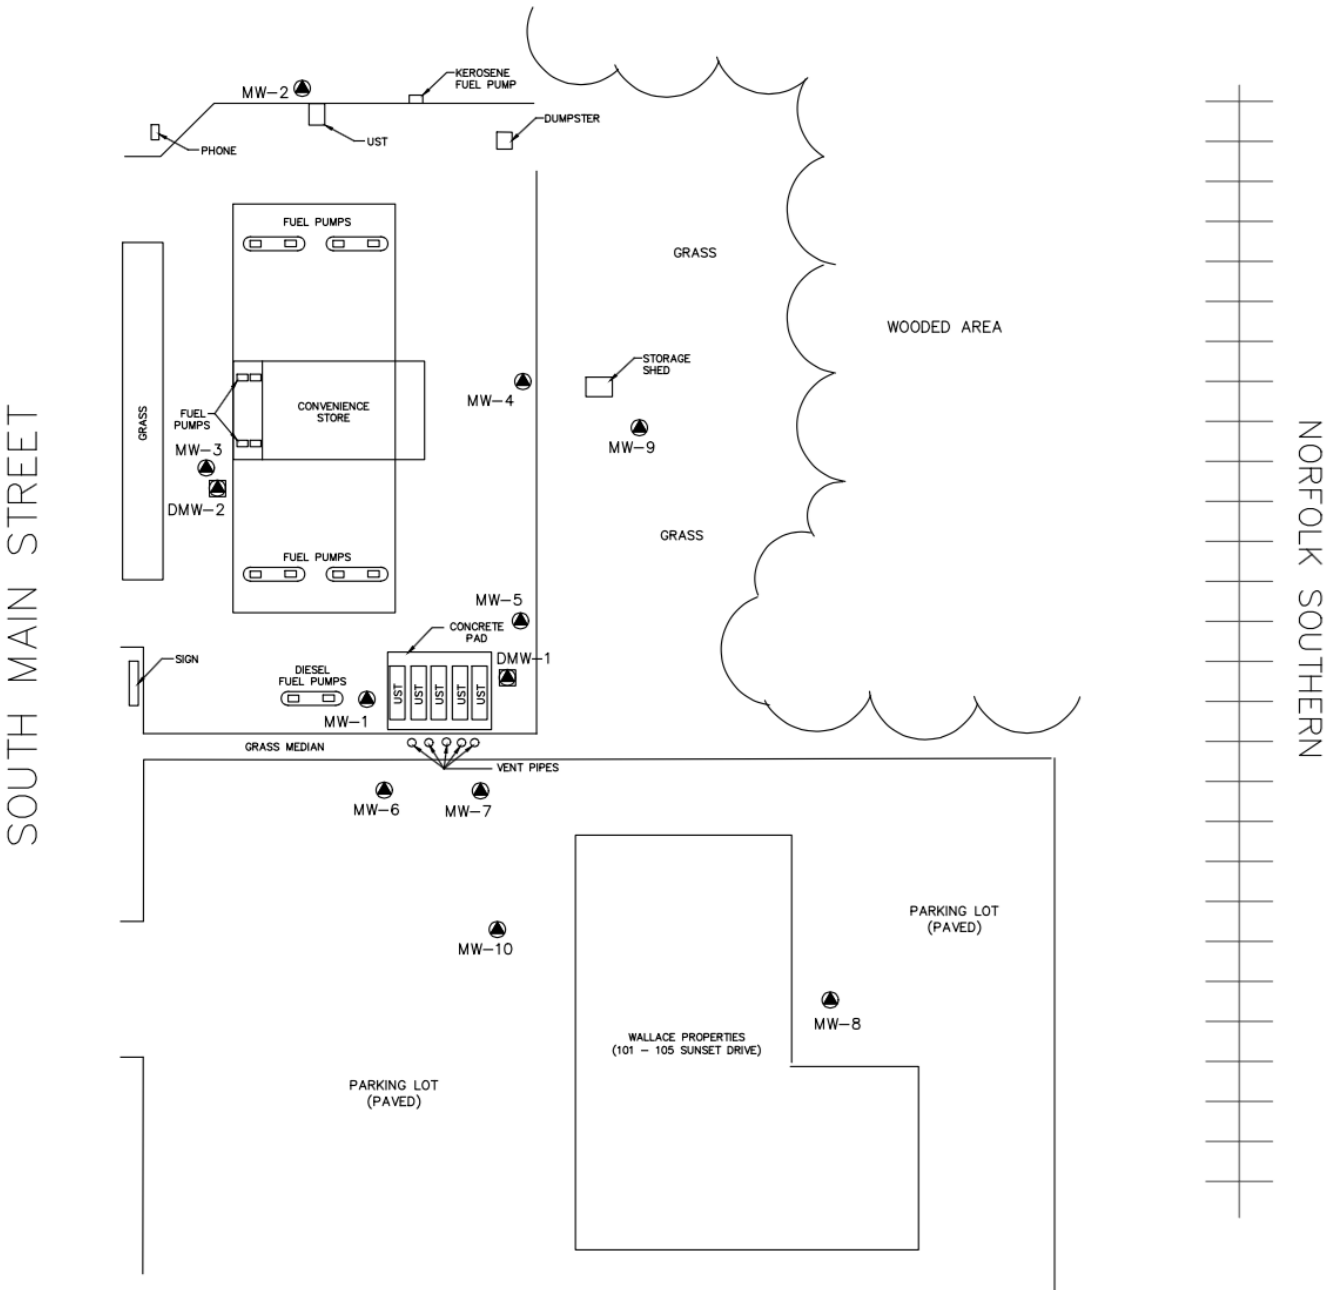 KEROSENE
FUEL PUMP
MW-2
DUMPSTER
UST
PHONE
FUEL PUMPS
GRASS
WOODED AREA
STORAGE
SHED
MW-4
CONVENIENCE
STORE
FUEL
PUMPS
GRASS
MW-9
MW-3
DMW-2
GRASS
FUEL PUMPS
MW-5
CONCRETE
PAD
DMW-1
SIGN
DIESEL
FUEL PUMPS
UST
UST
UST
UST
UST
MW-1
GRASS MEDIAN
VENT PIPES
MW-6
MW-7
PARKING LOT
(PAVED)
MW-10
MW-8
WALLACE PROPERTIES
(101 - 105 SUNSET DRIVE)
PARKING LOT
(PAVED)
SOUTH MAIN STREET
NORFOLK SOUTHERN